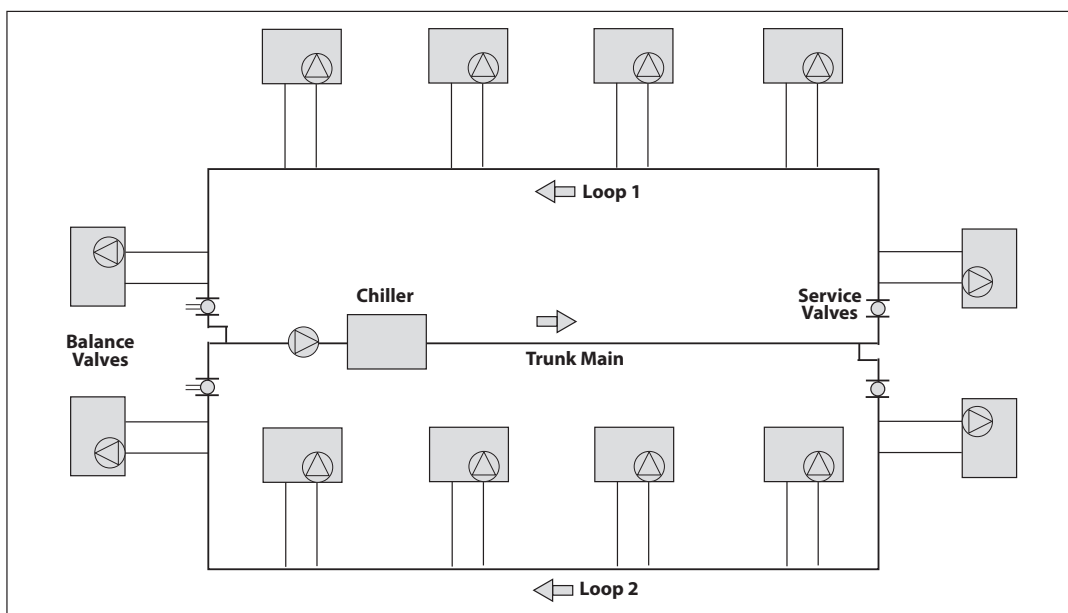 Loop 1
Chiller
Service
Valves
Balance
Valves
Trunk Main
Loop 2